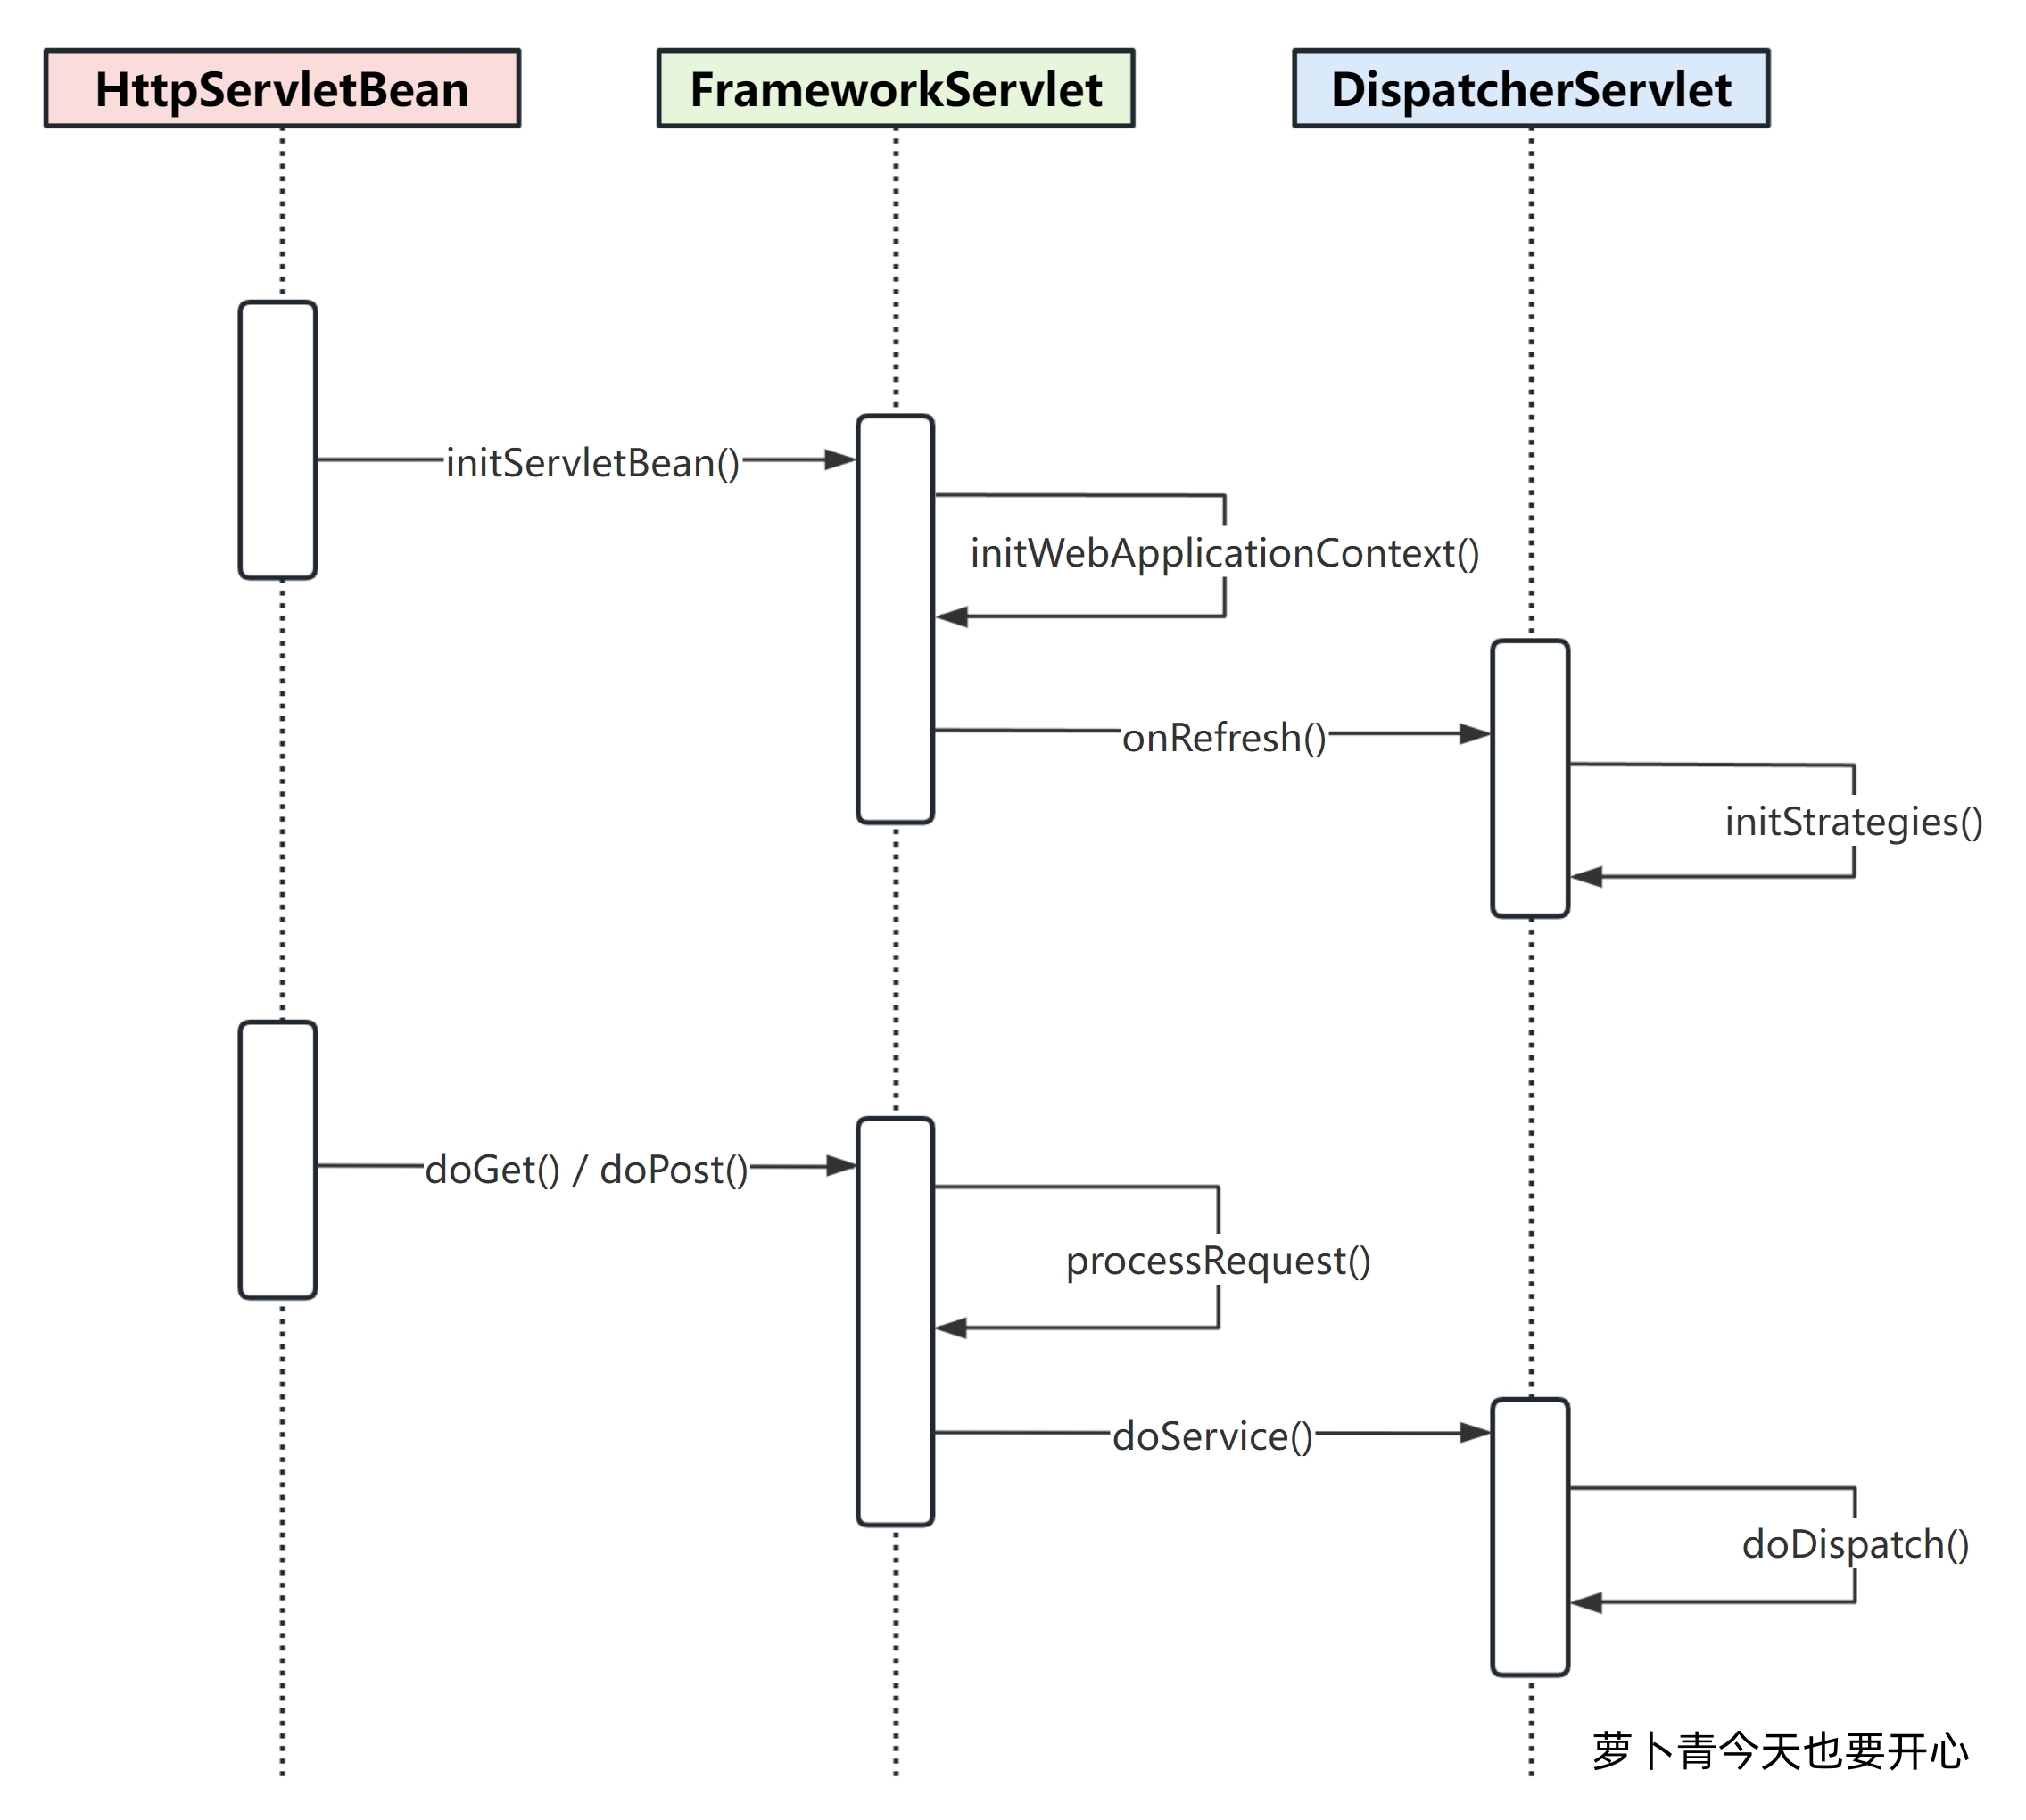 HttpServletBean
FrameworkServlet
DispatcherServlet
initServletBean()
initWebApplicationContext()
onRefresh()
initStrategies()
doGet() / doPost()
processRequest()
doService()
doDispatch()
萝卜青今天也要开心